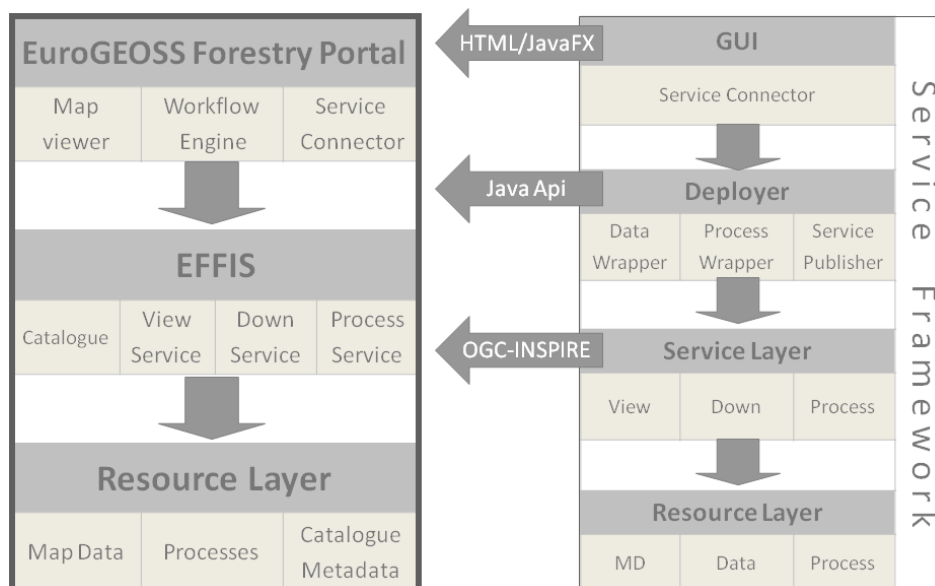 EuroGEOSS Forestry Portal
Map viewer
Workflow Engine
Service Connector
EFFIS
Catalogue
View Service
Down Service
Process Service
Resource Layer
Map Data
Processes
Catalogue Metadata
HTML/JavaFX
Java Api
OGC-INSPIRE
GUI
Service Connector
Deployer
Data Wrapper
Process Wrapper
Service Publisher
Service Layer
View
Down
Process
Resource Layer
MD
Data
Process
Service Framework